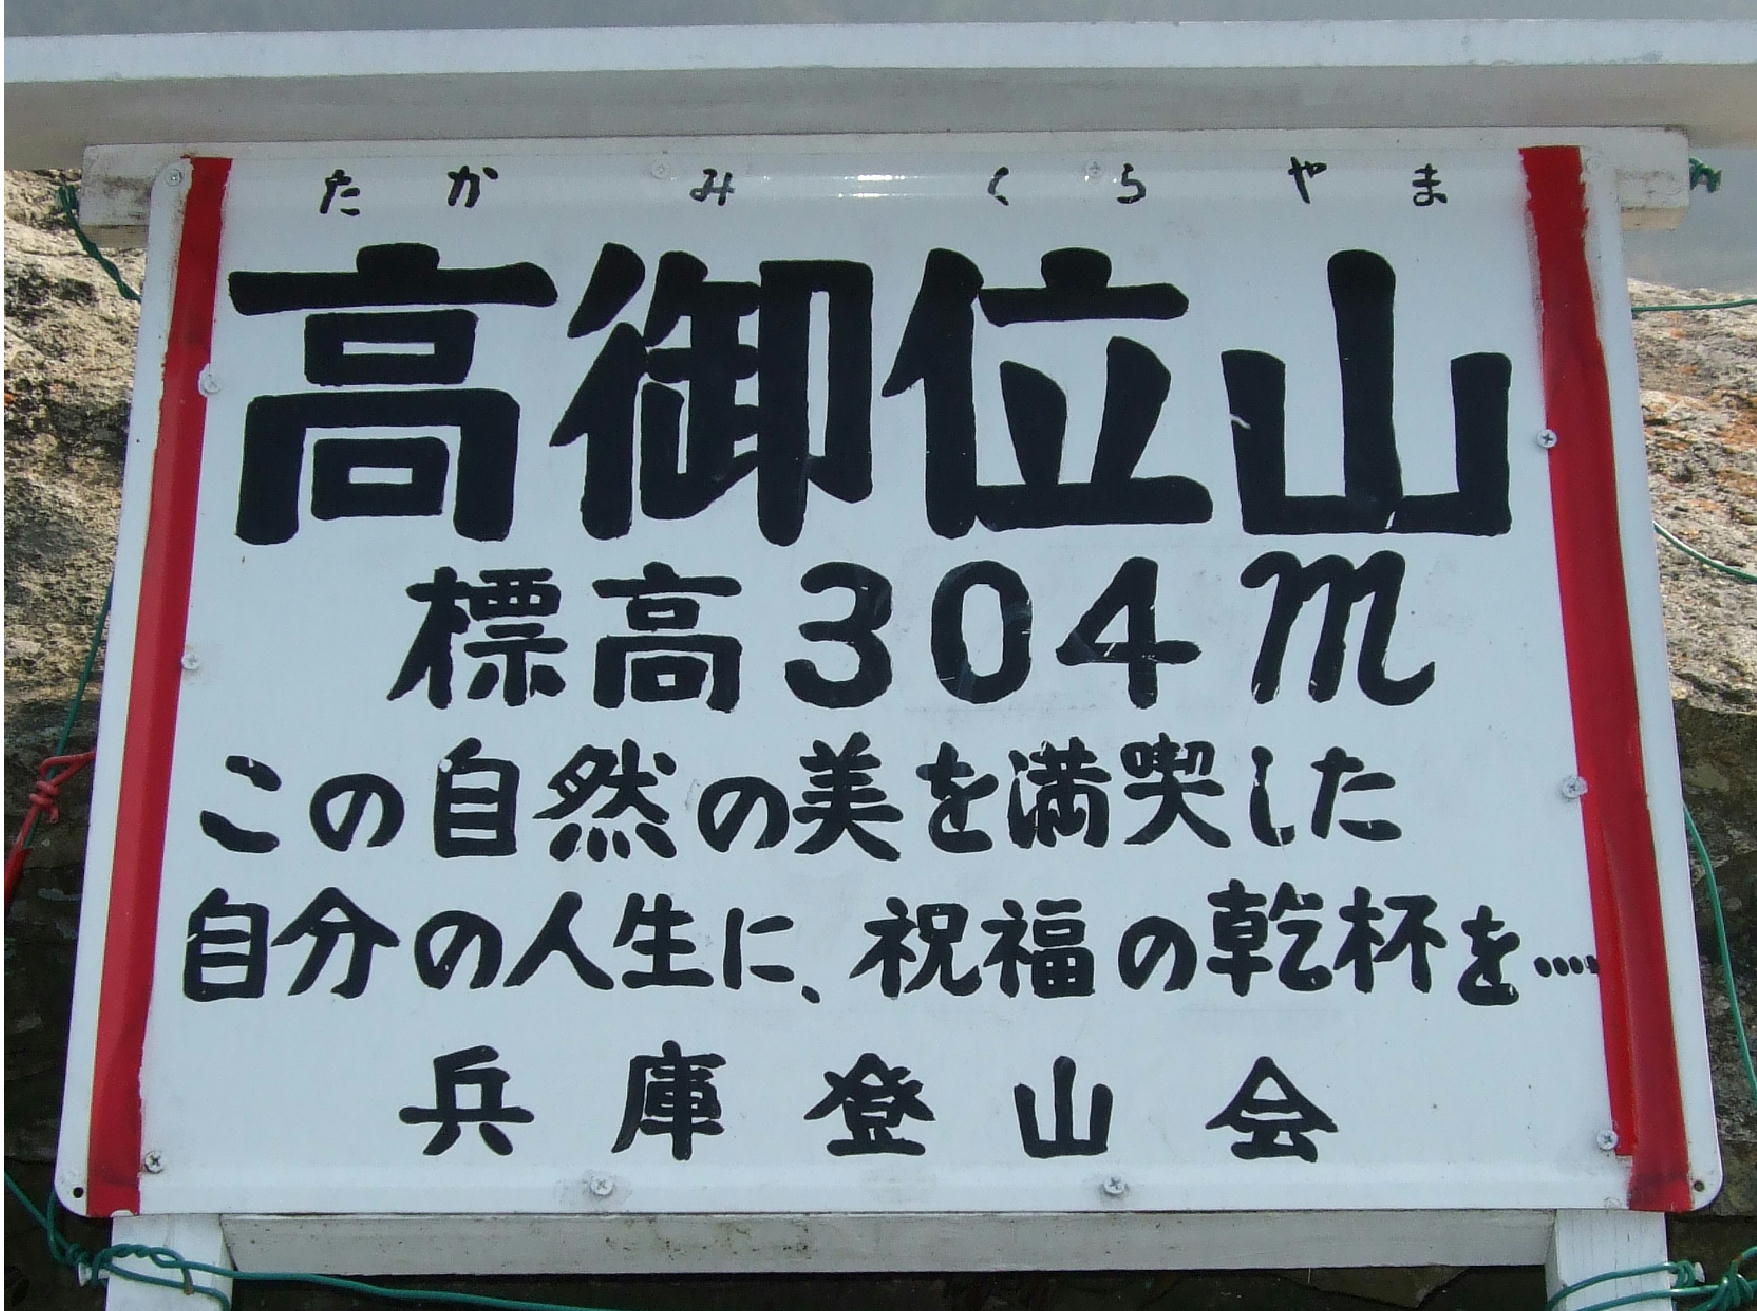 たかみくらやま
高御位山
標高304m
この自然の美を満喫した
自分の人生に、祝福の乾杯を‥‥
兵庫登山会